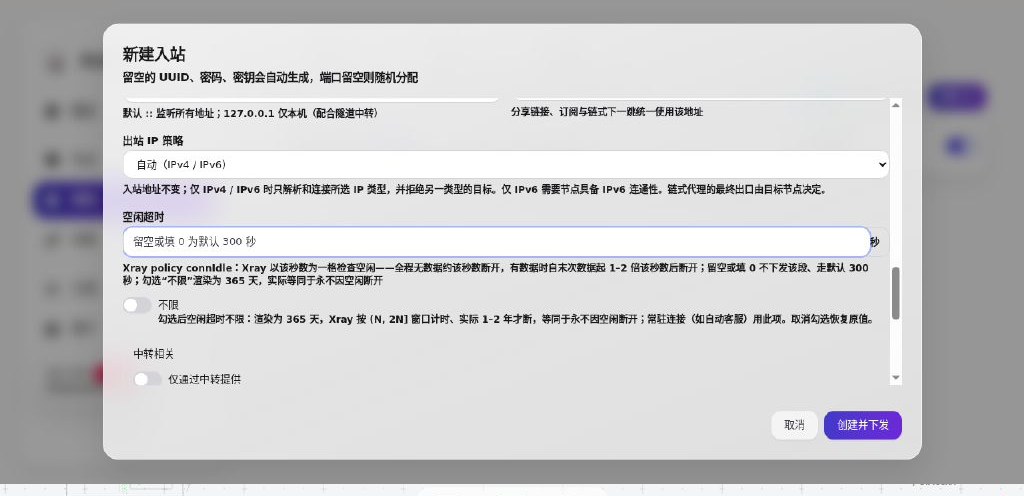 新建入站
留空的 UUID、密码、密钥会自动生成，端口留空则随机分配
默认 :: 监听所有地址；127.0.0.1 仅本机（配合隧道中转）
分享链接、订阅与链式下一跳统一使用该地址
出站 IP 策略
自动（IPv4 / IPv6）
入站地址不变；仅 IPv4 / IPv6 时只解析和连接所选 IP 类型，并拒绝另一类型的目标。仅 IPv6 需要节点具备 IPv6 连通性。链式代理的最终出口由目标节点决定。
空闲超时
留空或填 0 为默认 300 秒
秒
Xray policy connIdle：Xray 以该秒数为一格检查空闲——全程无数据约该秒数断开，有数据时自末次数据起 1–2 倍该秒数后断开；留空或填 0 不下发该段、走默认 300
秒；勾选“不限”渲染为 365 天，实际等同于永不因空闲断开
不限
勾选后空闲超时不限：渲染为 365 天，Xray 按 (N, 2N] 窗口计时、实际 1–2 年才断，等同于永不因空闲断开；常驻连接（如自动客服）用此项。取消勾选恢复原值。
中转相关
仅通过中转提供
取消
创建并下发